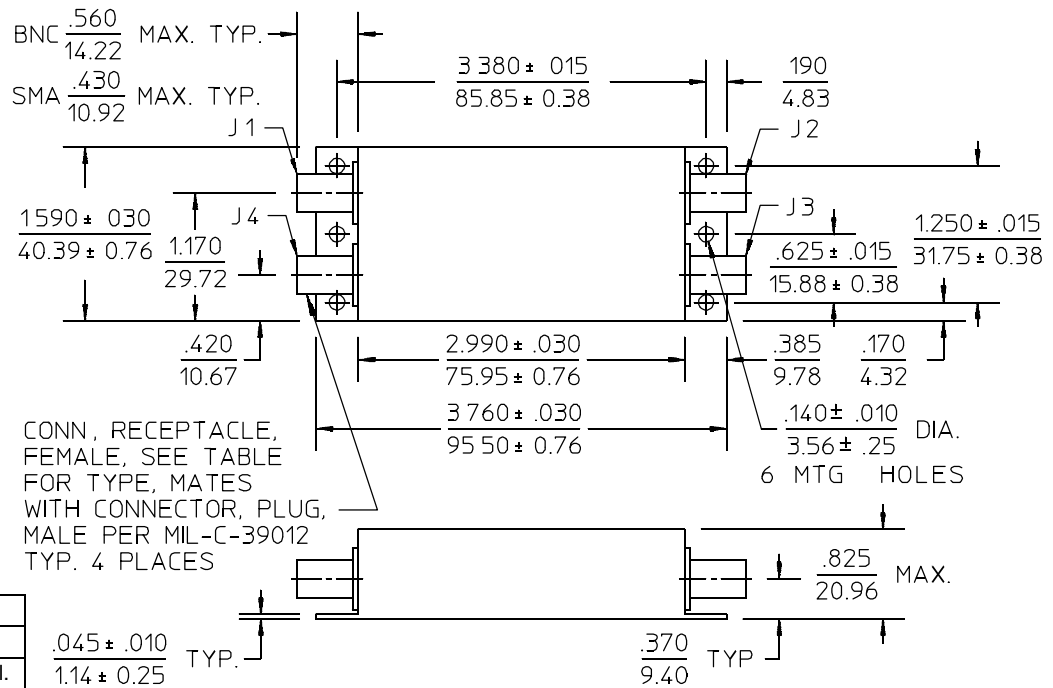 BNC .560 MAX. TYP.
14.22
SMA .430 MAX. TYP.
10.92
3 380 ± 015
85.85 ± 0.38
190
4.83
J1
J2
J4
J3
1 590 ± 030
40.39 ± 0.76
1.170
29.72
.420
10.67
.625 ± .015
15.88 ± 0.38
1.250 ± .015
31.75 ± 0.38
2.990 ± .030
75.95 ± 0.76
.385
9.78
.170
4.32
3 760 ± .030
95 50 ± 0.76
.140 ± .010 DIA.
3.56 ± .25
6 MTG HOLES
CONN, RECEPTACLE,
FEMALE, SEE TABLE
FOR TYPE, MATES
WITH CONNECTOR, PLUG,
MALE PER MIL-C-39012
TYP. 4 PLACES
.825 MAX.
20.96
.045 ± .010 TYP.
1.14 ± 0.25
.370 TYP
9.40